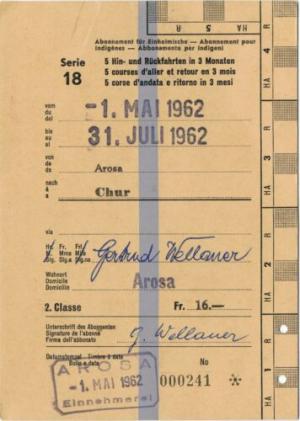 5 R HA
Abonnement für Einheimische — Abonnement pour
indigènes — Abbonamento per indigeni
Serie
18
5 Hin- und Rückfahrten in 3 Monaten
5 courses d'aller et retour en 3 mois
5 corse d'andata e ritorno in 3 mesi
vom
du
del
-1. MAI 1962
bis
au
al
31. JULI 1962
von
de
da
Arosa
nach
à
a
Chur
via
Hr. Fr. Frl.
M. Mme Mlle
Sig. Sig.a Sig.na
Gertrud Wellauer
Wohnort
Domicile
Domicilio
Arosa
2. Classe
Fr. 16.—
Unterschrift des Abonnenten
Signature de l'abonné
Firma dell'abbonato
G. Wellauer
Datumstempel Timbre à date
Bollo a data
No
000241 *
AROSA
-1. MAI 1962
Einnehmerei
R
HA 4
R
HA 3
R
HA 2
R
HA 1
R